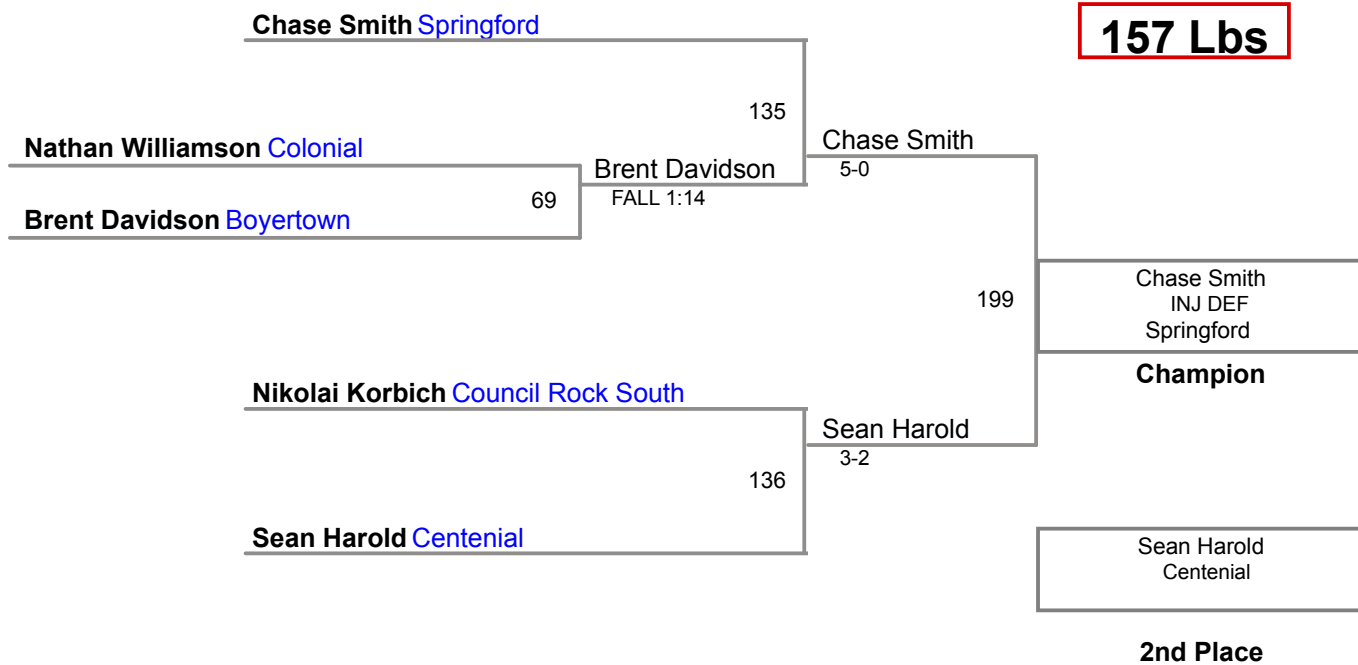 Chase Smith Springford
157 Lbs
135
Nathan Williamson Colonial
Chase Smith
5-0
Brent Davidson
FALL 1:14
69
Brent Davidson Boyertown
Chase Smith
INJ DEF
Springford
199
Champion
Nikolai Korbich Council Rock South
Sean Harold
3-2
136
Sean Harold Centenial
Sean Harold
Centenial
2nd Place